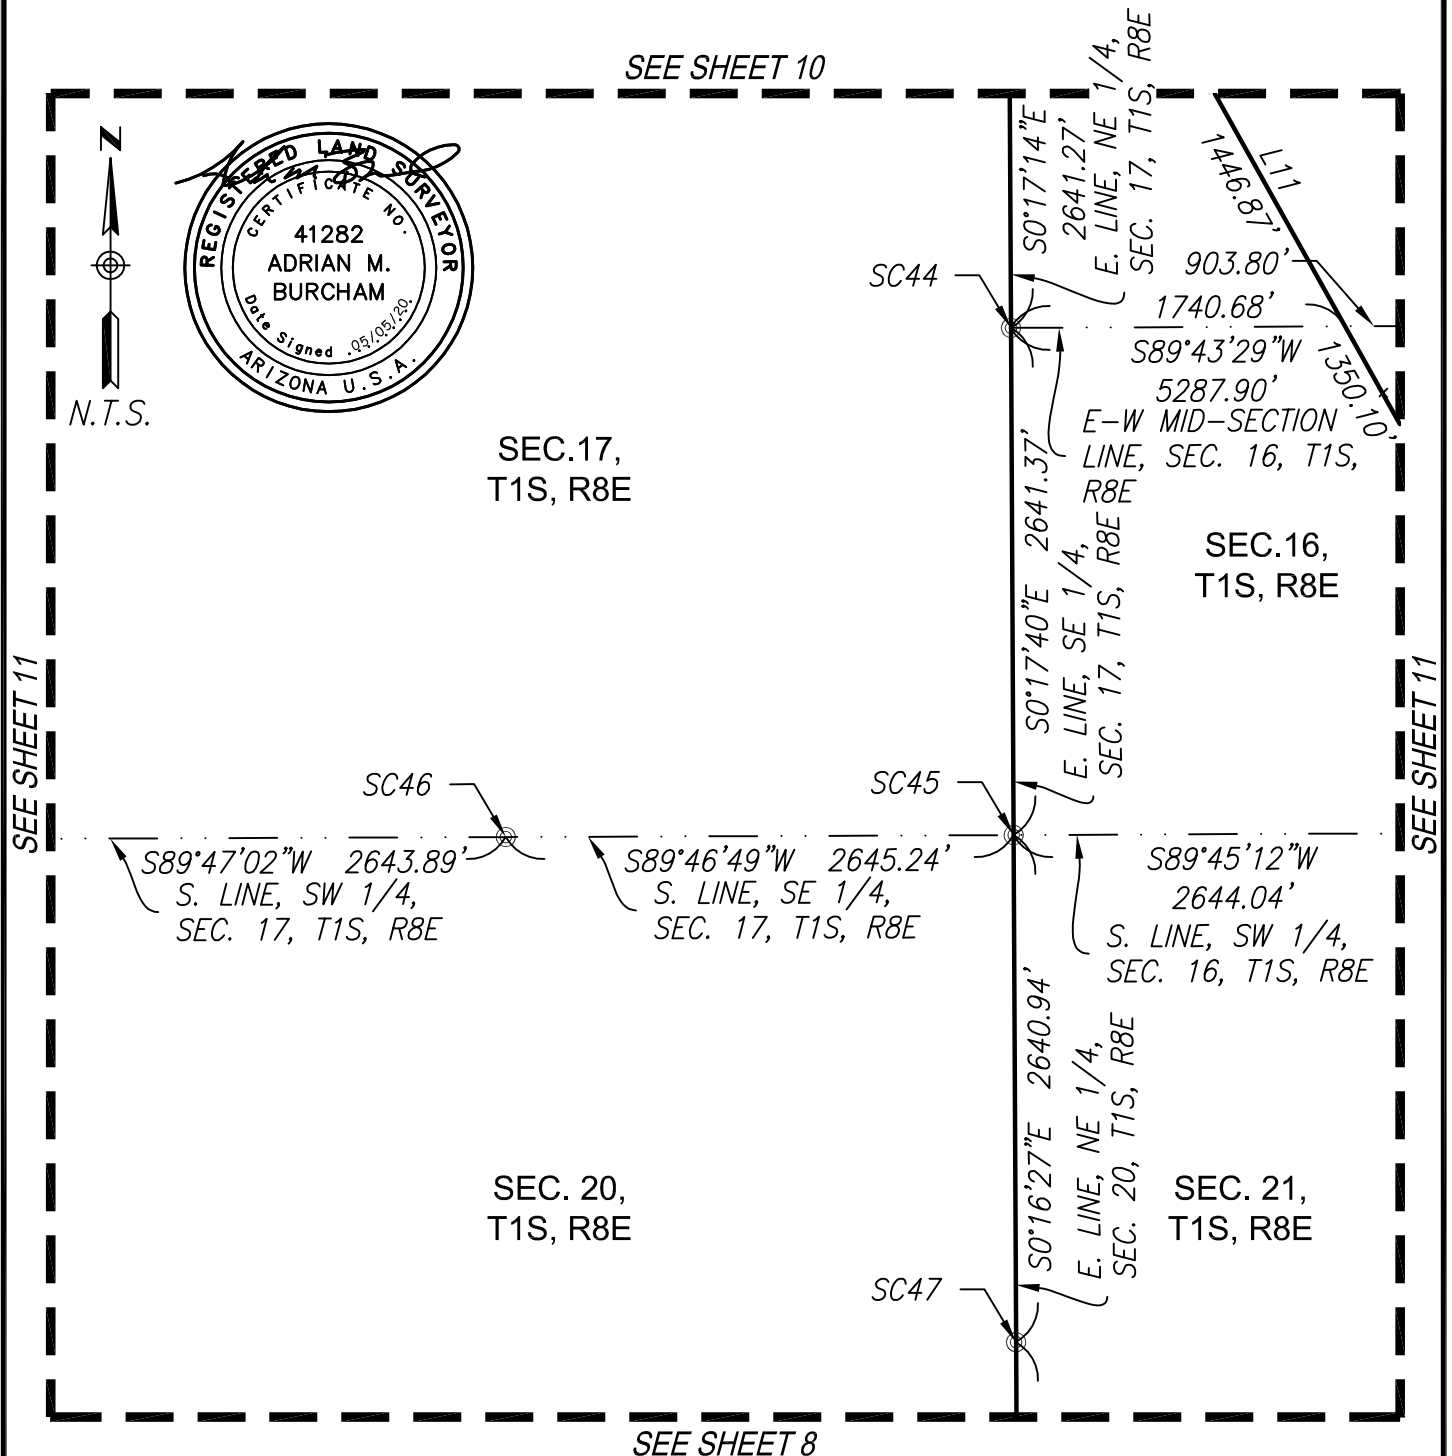 SEE SHEET 10
N
N.T.S.
REGISTERED LAND SURVEYOR
CERTIFICATE NO.
41282
ADRIAN M.
BURCHAM
Date Signed .05/05/20.
ARIZONA U.S.A.
S0°17'14"E
2641.27'
E. LINE, NE 1/4,
SEC. 17, T1S, R8E
L11
1446.87'
SC44
903.80'
1740.68'
S89°43'29"W
5287.90'
1350.10'
E-W MID-SECTION
LINE, SEC. 16, T1S,
R8E
SEC.17,
T1S, R8E
S0°17'40"E 2641.37'
E. LINE, SE 1/4,
SEC. 17, T1S, R8E
SEC.16,
T1S, R8E
SEE SHEET 11
SEE SHEET 11
SC46
SC45
S89°47'02"W 2643.89'
S. LINE, SW 1/4,
SEC. 17, T1S, R8E
S89°46'49"W 2645.24'
S. LINE, SE 1/4,
SEC. 17, T1S, R8E
S89°45'12"W
2644.04'
S. LINE, SW 1/4,
SEC. 16, T1S, R8E
S0°16'27"E 2640.94'
E. LINE, NE 1/4,
SEC. 20, T1S, R8E
SEC. 20,
T1S, R8E
SEC. 21,
T1S, R8E
SC47
SEE SHEET 8